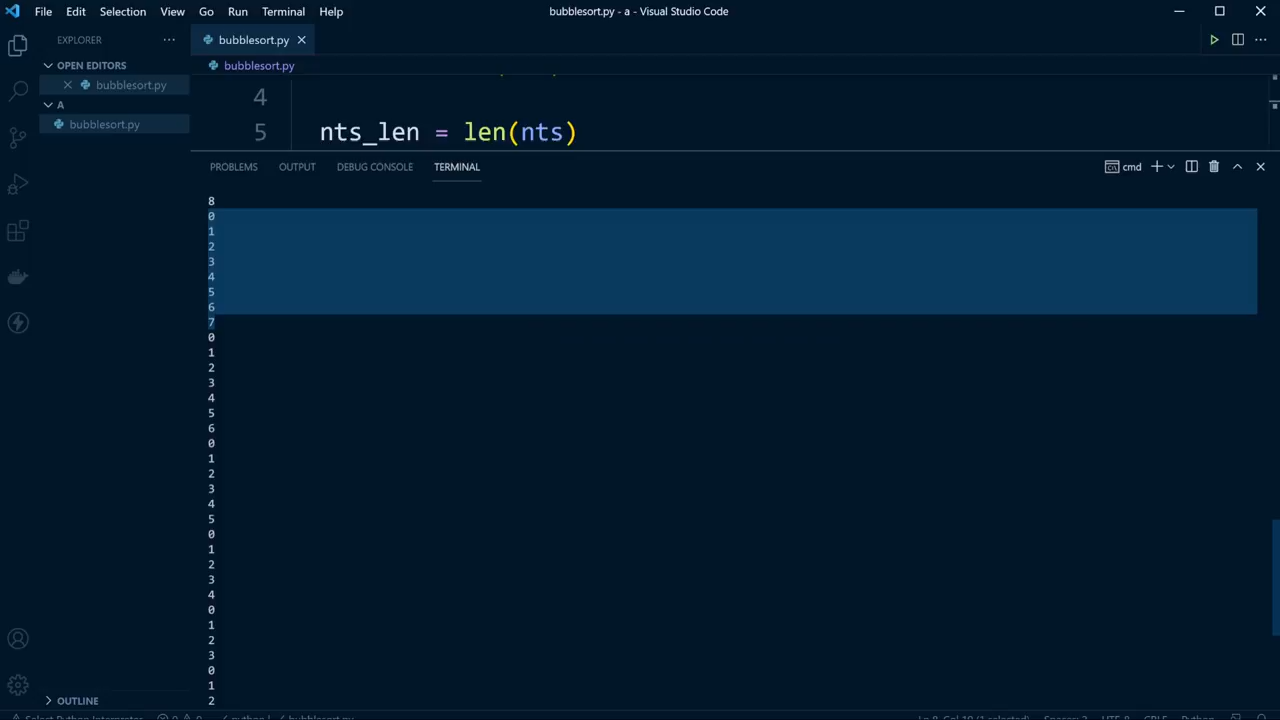 File Edit Selection View Go Run Terminal Help
bubblesort.py - a - Visual Studio Code
EXPLORER
OPEN EDITORS
bubblesort.py
A
bubblesort.py
OUTLINE
bubblesort.py
bubblesort.py
4
5 nts_len = len(nts)
PROBLEMS OUTPUT DEBUG CONSOLE TERMINAL
cmd
8
0
1
2
3
4
5
6
7
0
1
2
3
4
5
6
0
1
2
3
4
5
0
1
2
3
4
0
1
2
3
0
1
2